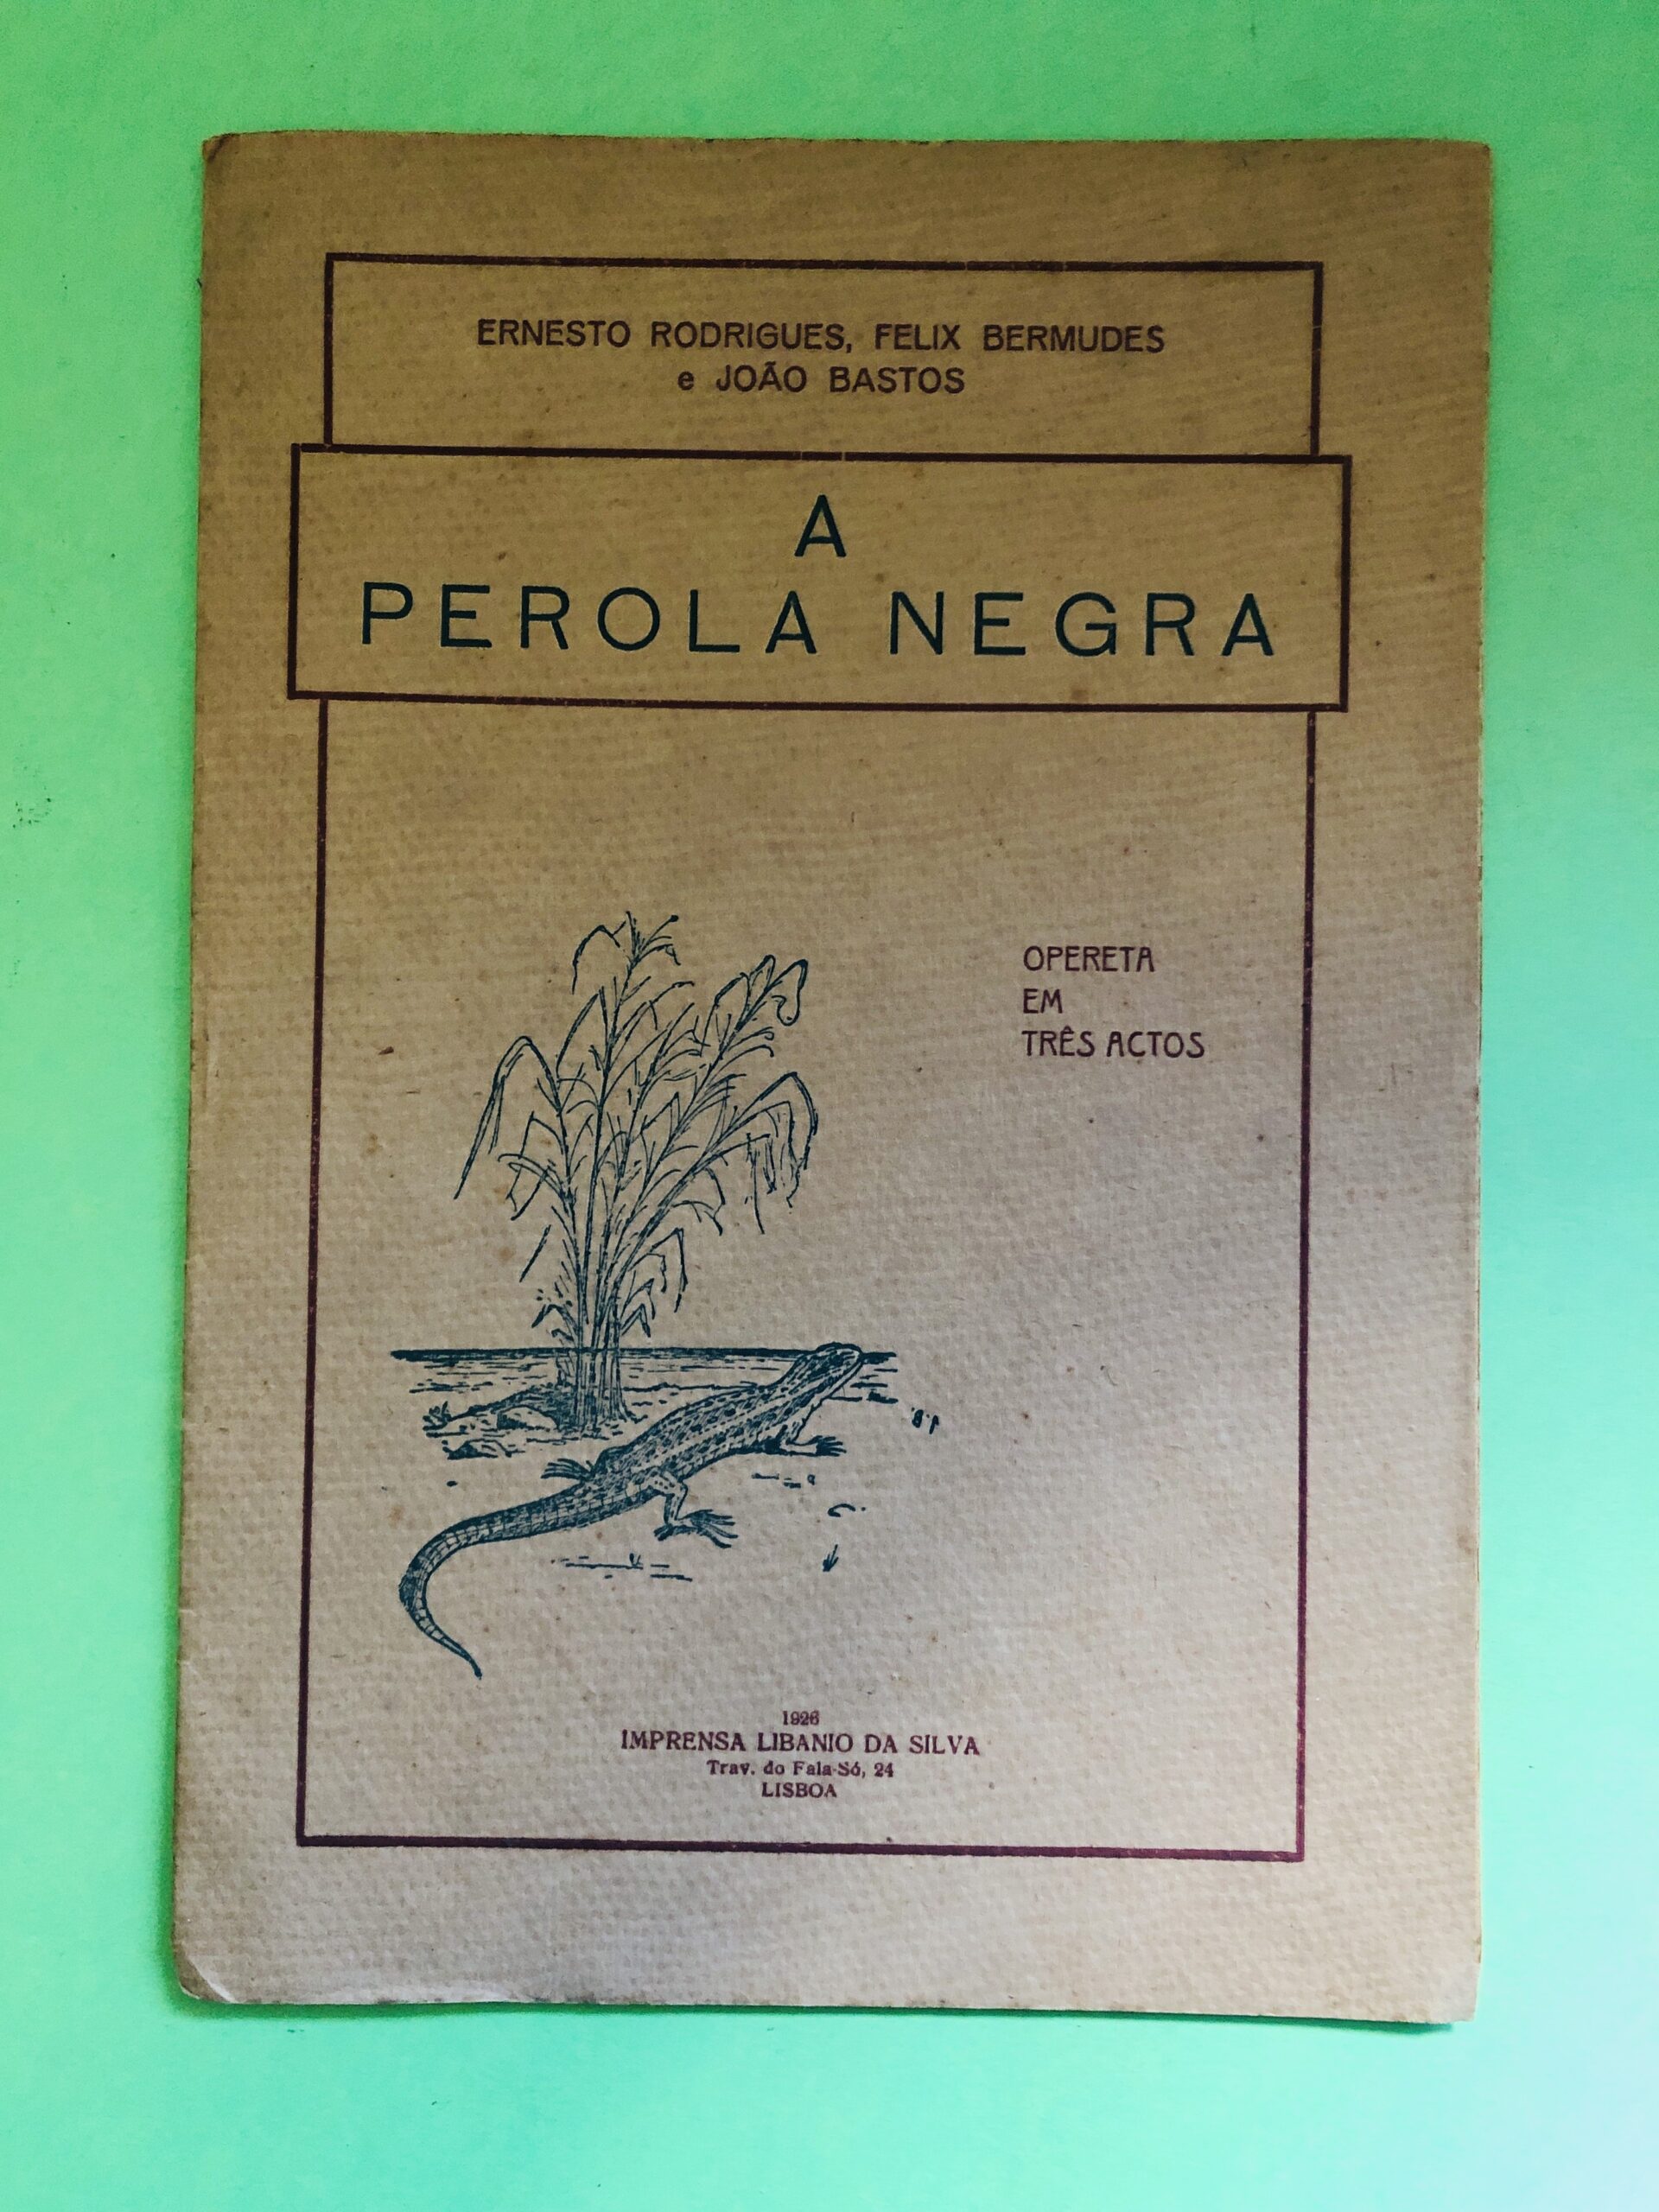 ERNESTO RODRIGUES, FELIX BERMUDES
e JOÃO BASTOS
A
PEROLA NEGRA
OPERETA
EM
TRÊS ACTOS
1926
IMPRENSA LIBANIO DA SILVA
Trav. do Fala-Só, 24
LISBOA